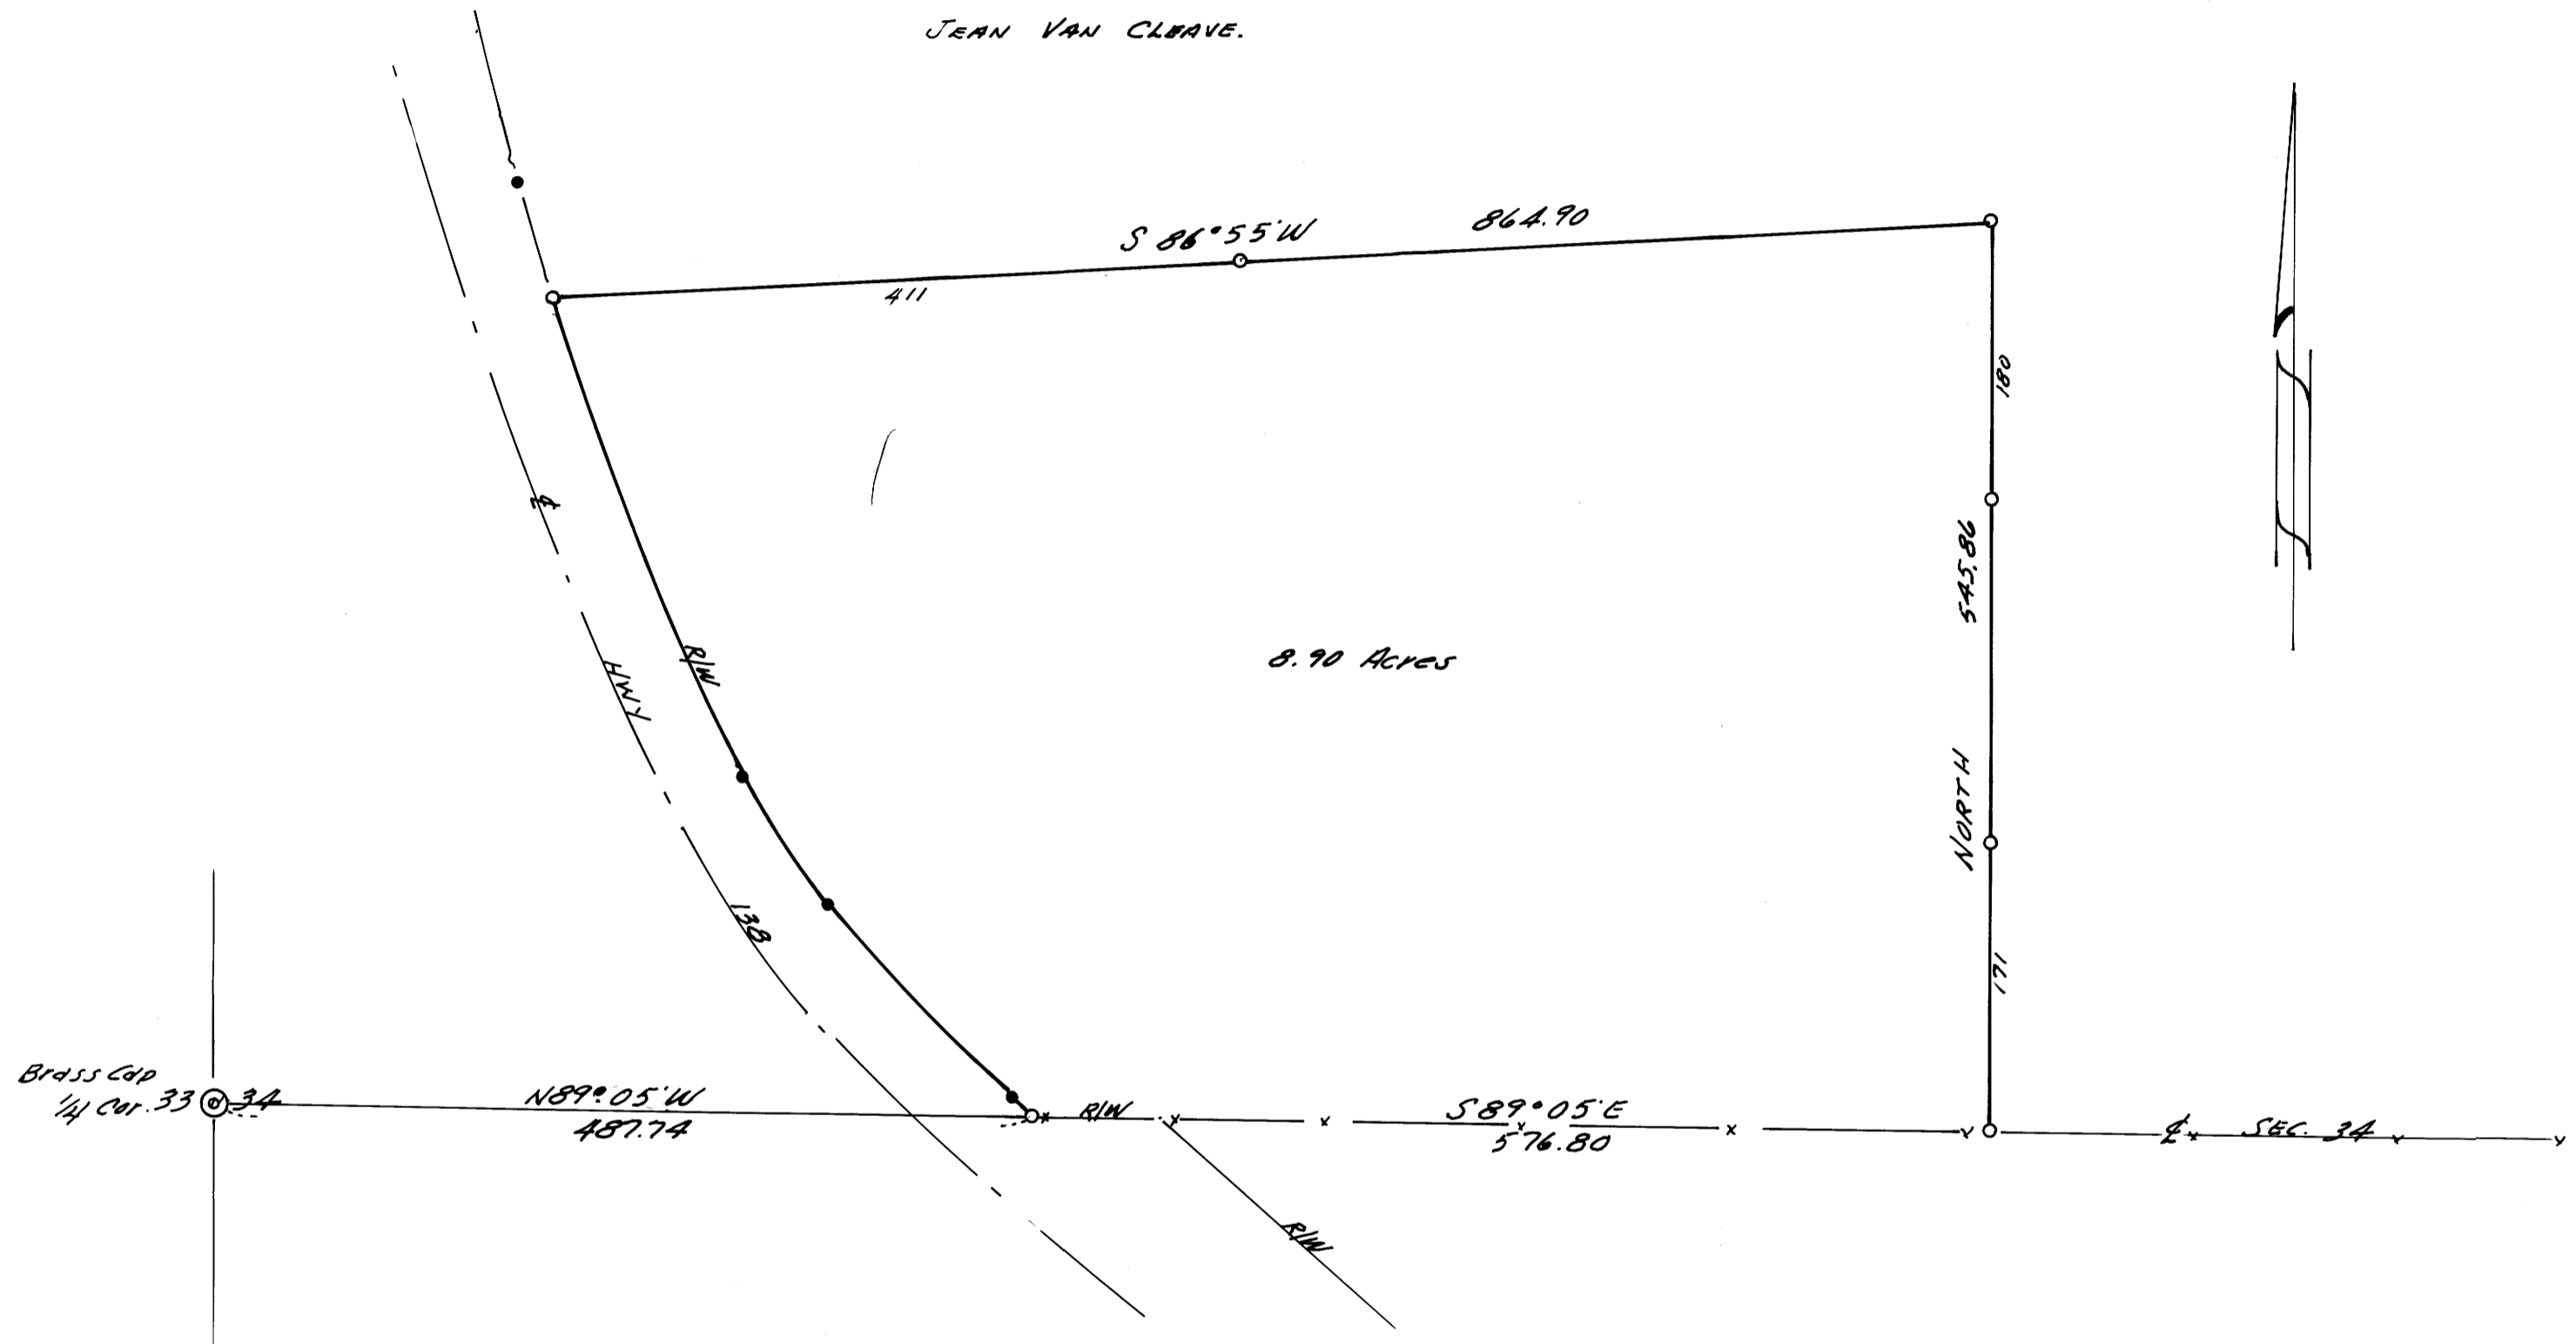 JEAN VAN CLEAVE.
S 86°55'W 864.90
411
180
545.86
NORTH
171
8.90 Acres
℄
R/W
HWY
138
Brass Cap
1/4 Cor. 33 34
N89°05'W
487.74
R/W
S89°05'E
576.80
℄ SEC. 34
R/W